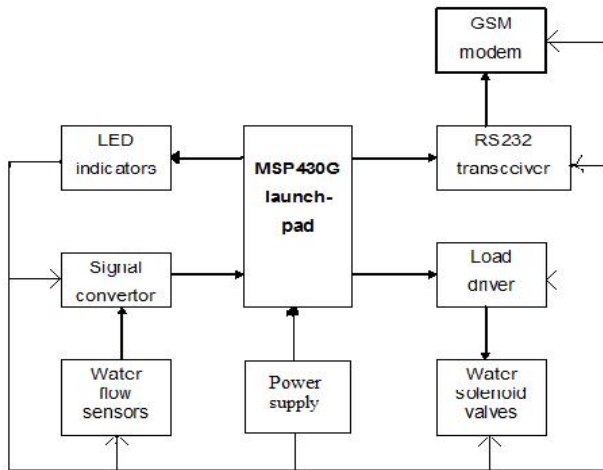 GSM
modem
LED
indicators
MSP430G
launch-
pad
RS232
transceiver
Signal
convertor
Load
driver
Water
flow
sensors
Power
supply
Water
solenoid
valves